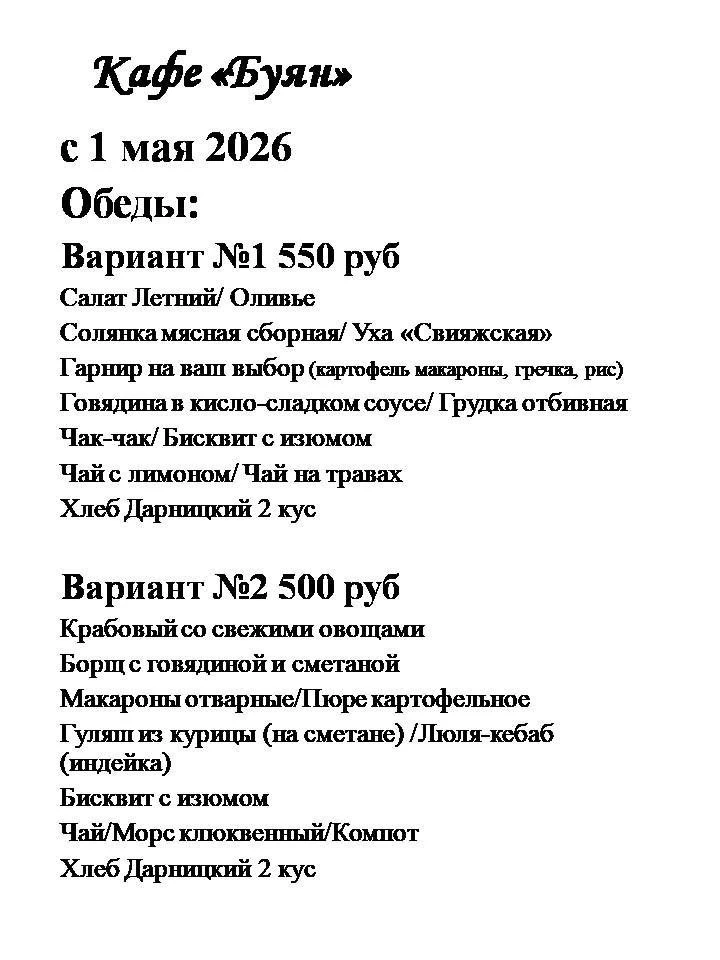 Кафе «Буян»
с 1 мая 2026
Обеды:
Вариант №1 550 руб
Салат Летний/ Оливье
Солянка мясная сборная/ Уха «Свияжская»
Гарнир на ваш выбор (картофель макароны, гречка, рис)
Говядина в кисло-сладком соусе/ Грудка отбивная
Чак-чак/ Бисквит с изюмом
Чай с лимоном/ Чай на травах
Хлеб Дарницкий 2 кус
Вариант №2 500 руб
Крабовый со свежими овощами
Борщ с говядиной и сметаной
Макароны отварные/Пюре картофельное
Гуляш из курицы (на сметане) /Люля-кебаб
(индейка)
Бисквит с изюмом
Чай/Морс клюквенный/Компот
Хлеб Дарницкий 2 кус